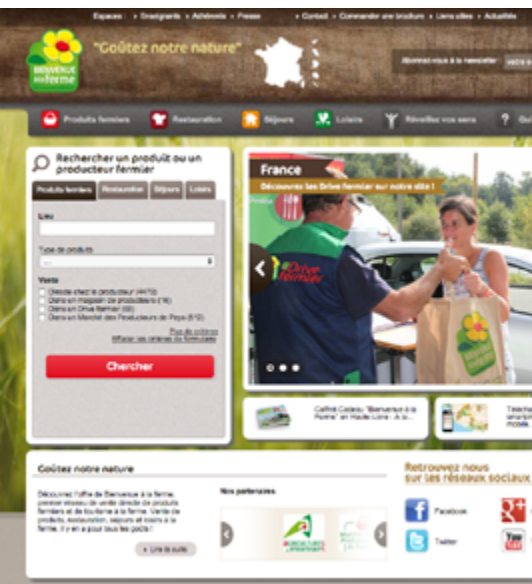 Espaces : › Enseignants › Adhérents › Presse
› Contact › Commander une brochure › Liens utiles › Actualités
BIENVENUE
à la ferme
"Goûtez notre nature"
Abonnez-vous à la newsletter
votre e
Produits fermiers
Restauration
Séjours
Loisirs
Réveillez vos sens
? Qui
Rechercher un produit ou un
producteur fermier
Produits fermiers
Restauration
Séjours
Loisirs
Lieu
Type de produits
...
Vente
Directe chez le producteur (4473)
Dans un magasin de producteurs (16)
Dans un Drive fermier (68)
Dans un Marché des Producteurs de Pays (512)
Plus de critères
Effacer les critères du formulaire
Chercher
France
Découvrez les Drive fermier sur notre site !
#Drive
fermier
Coffret Cadeau "Bienvenue à la
Ferme" en Haute Loire - A la...
Goûtez notre nature
Découvrez l'offre de Bienvenue à la ferme,
premier réseau de vente directe de produits
fermiers et de tourisme à la ferme. Vente de
produits, restauration, séjours et loisirs à la
ferme, il y en a pour tous les goûts !
› Lire la suite
Nos partenaires
AGRICULTURES
& TERRITOIRES
Retrouvez nous
sur les réseaux sociaux
Facebook
Twitter
You